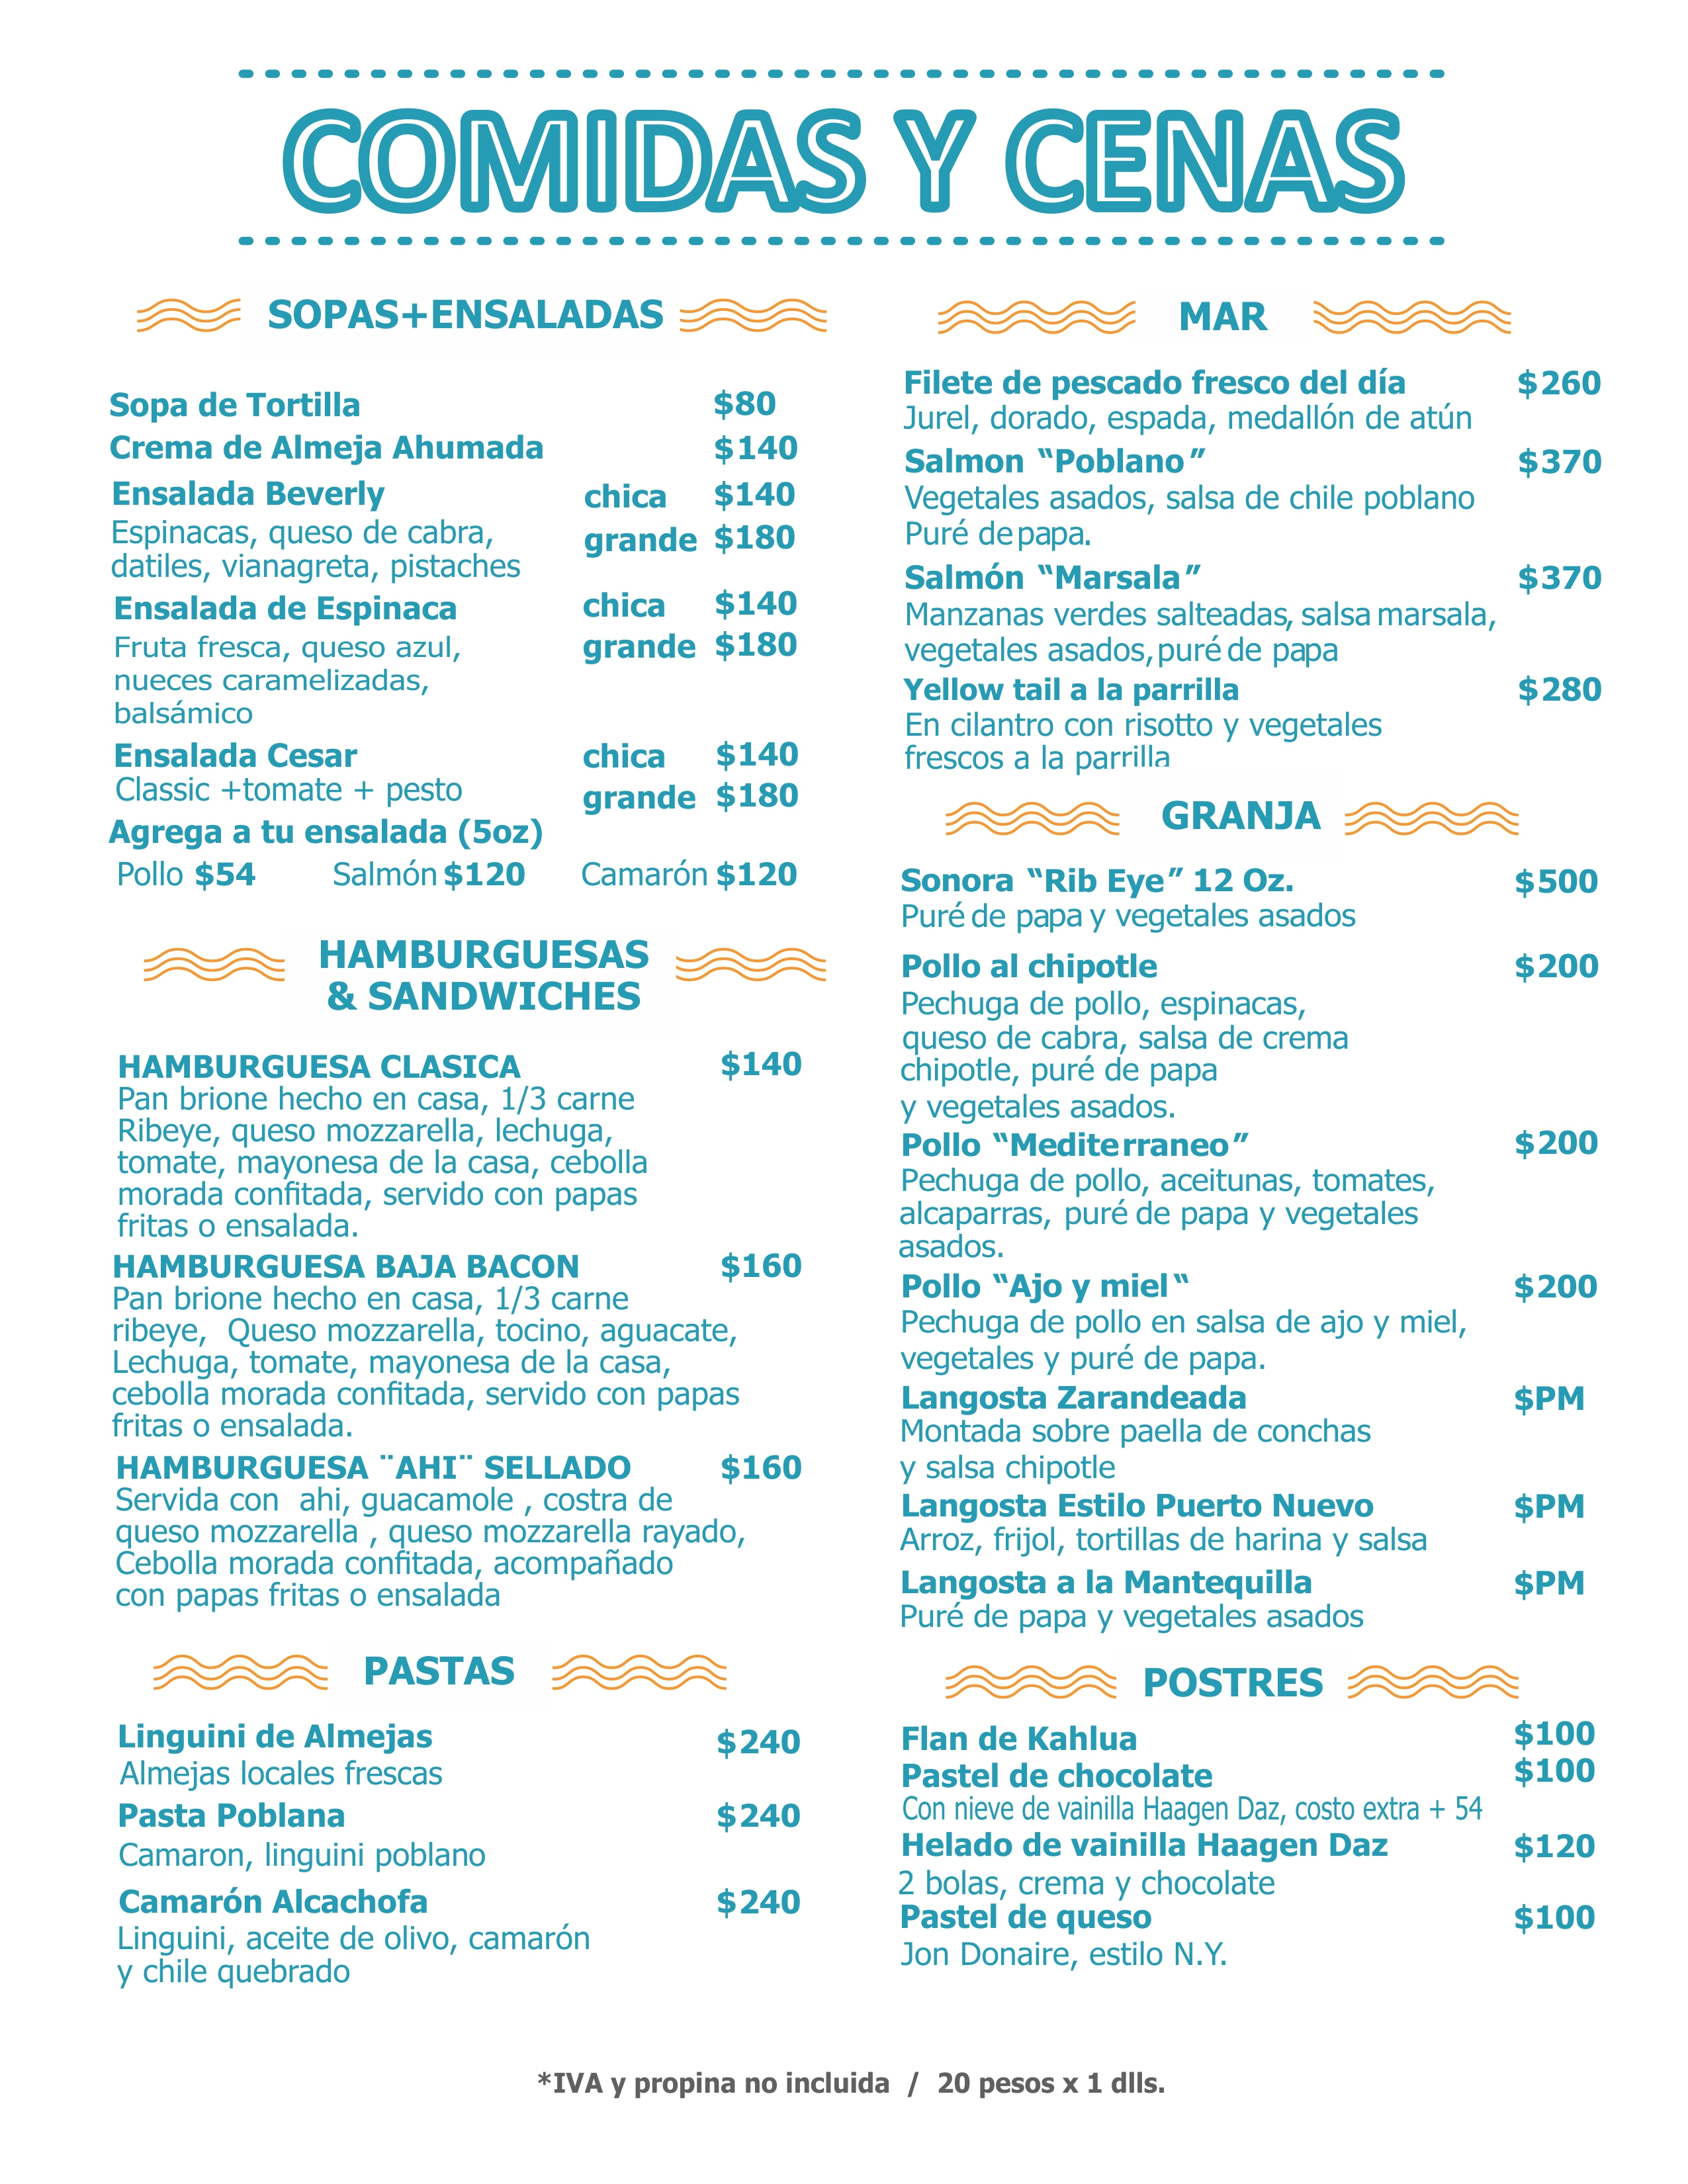 COMIDAS Y CENAS
SOPAS+ENSALADAS
Sopa de Tortilla $80
Crema de Almeja Ahumada $140
Ensalada Beverly chica $140
Espinacas, queso de cabra, grande $180
datiles, vianagreta, pistaches
Ensalada de Espinaca chica $140
Fruta fresca, queso azul, grande $180
nueces caramelizadas,
balsámico
Ensalada Cesar chica $140
Classic +tomate + pesto grande $180
Agrega a tu ensalada (5oz)
Pollo $54 Salmón $120 Camarón $120
HAMBURGUESAS
& SANDWICHES
HAMBURGUESA CLASICA $140
Pan brione hecho en casa, 1/3 carne
Ribeye, queso mozzarella, lechuga,
tomate, mayonesa de la casa, cebolla
morada confitada, servido con papas
fritas o ensalada.
HAMBURGUESA BAJA BACON $160
Pan brione hecho en casa, 1/3 carne
ribeye, Queso mozzarella, tocino, aguacate,
Lechuga, tomate, mayonesa de la casa,
cebolla morada confitada, servido con papas
fritas o ensalada.
HAMBURGUESA ¨AHI¨ SELLADO $160
Servida con ahi, guacamole , costra de
queso mozzarella , queso mozzarella rayado,
Cebolla morada confitada, acompañado
con papas fritas o ensalada
PASTAS
Linguini de Almejas $240
Almejas locales frescas
Pasta Poblana $240
Camaron, linguini poblano
Camarón Alcachofa $240
Linguini, aceite de olivo, camarón
y chile quebrado
MAR
Filete de pescado fresco del día $260
Jurel, dorado, espada, medallón de atún
Salmon “Poblano” $370
Vegetales asados, salsa de chile poblano
Puré de papa.
Salmón “Marsala” $370
Manzanas verdes salteadas, salsa marsala,
vegetales asados, puré de papa
Yellow tail a la parrilla $280
En cilantro con risotto y vegetales
frescos a la parrilla
GRANJA
Sonora “Rib Eye” 12 Oz. $500
Puré de papa y vegetales asados
Pollo al chipotle $200
Pechuga de pollo, espinacas,
queso de cabra, salsa de crema
chipotle, puré de papa
y vegetales asados.
Pollo “Mediterraneo” $200
Pechuga de pollo, aceitunas, tomates,
alcaparras, puré de papa y vegetales
asados.
Pollo “Ajo y miel“ $200
Pechuga de pollo en salsa de ajo y miel,
vegetales y puré de papa.
Langosta Zarandeada $PM
Montada sobre paella de conchas
y salsa chipotle
Langosta Estilo Puerto Nuevo $PM
Arroz, frijol, tortillas de harina y salsa
Langosta a la Mantequilla $PM
Puré de papa y vegetales asados
POSTRES
Flan de Kahlua $100
Pastel de chocolate $100
Con nieve de vainilla Haagen Daz, costo extra + 54
Helado de vainilla Haagen Daz $120
2 bolas, crema y chocolate
Pastel de queso $100
Jon Donaire, estilo N.Y.
*IVA y propina no incluida / 20 pesos x 1 dlls.